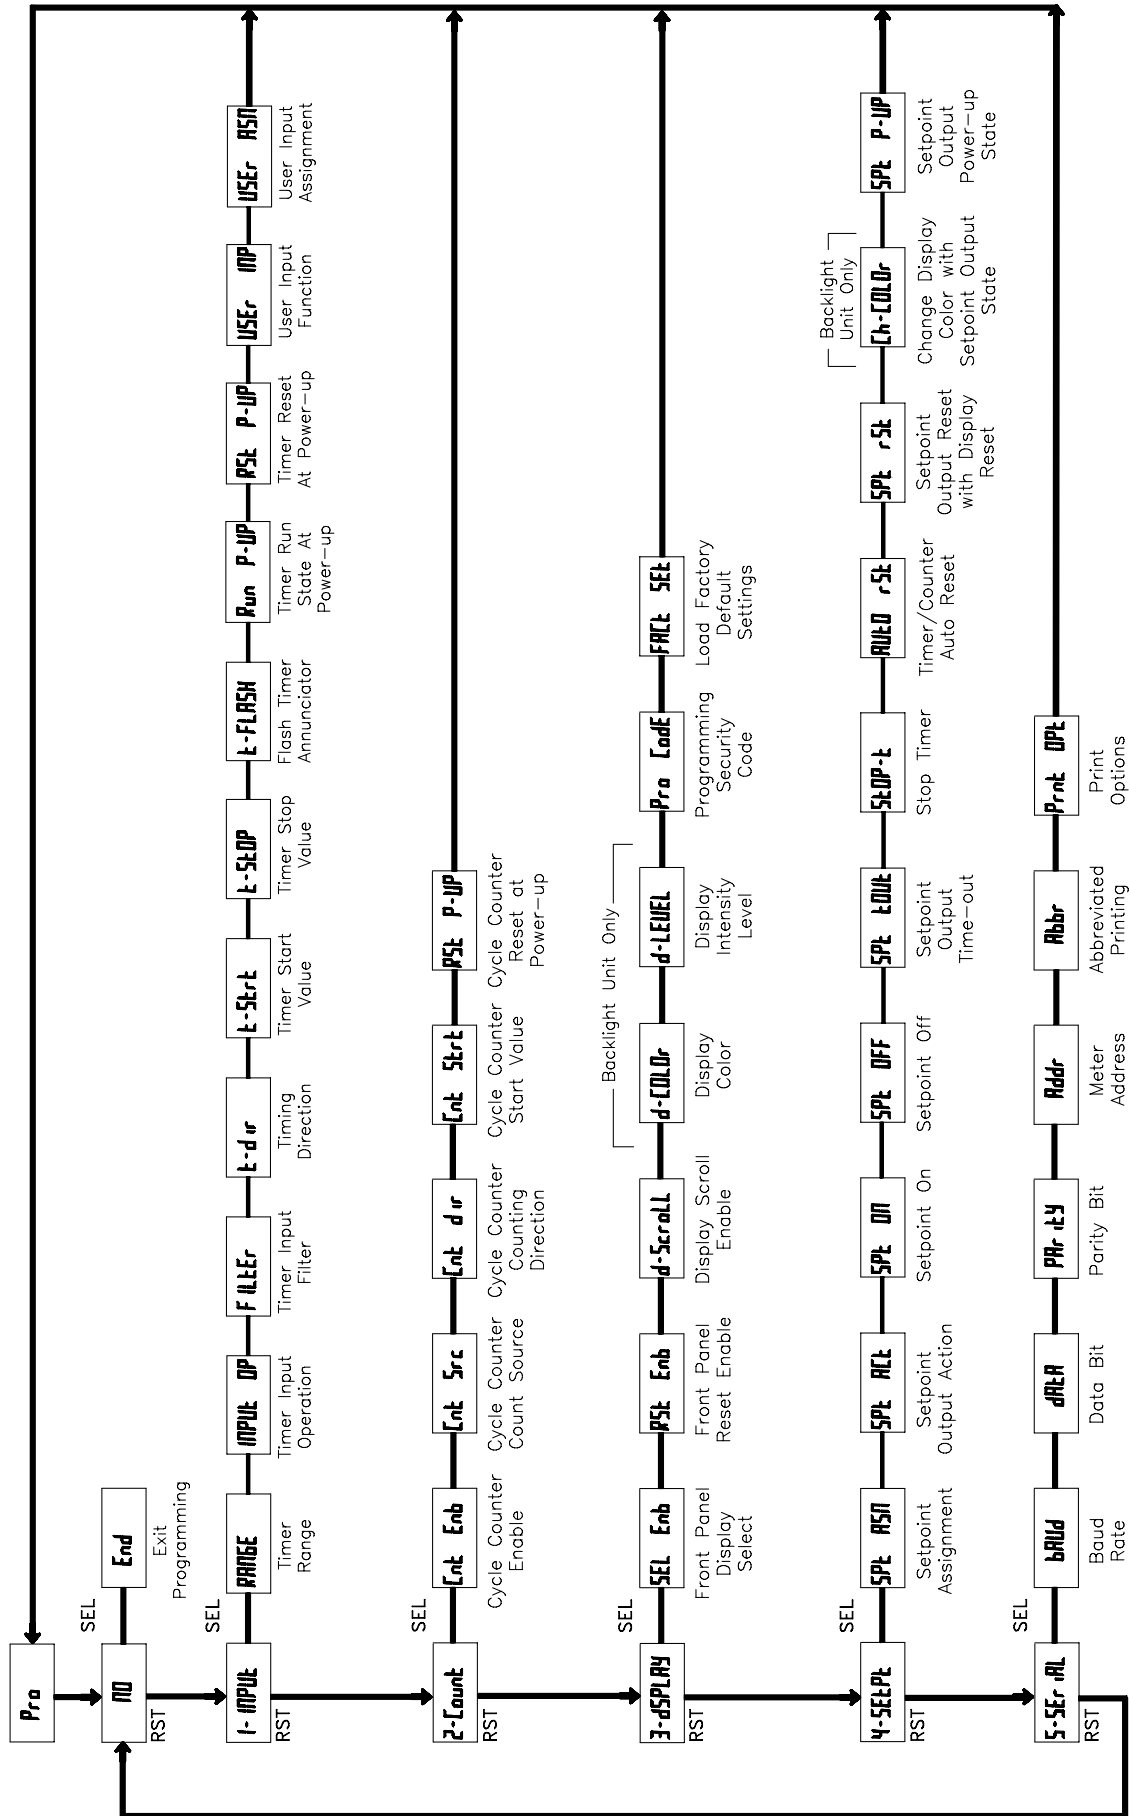 Pro
NO
RST
SEL
End
Exit
Programming
1-INPUt
RST
SEL
RANGE
Timer
Range
INPUt OP
Timer Input
Operation
FILtEr
Timer Input
Filter
t-dir
Timing
Direction
t-Strt
Timer Start
Value
t-StOP
Timer Stop
Value
t-FLASH
Flash Timer
Annunciator
Run P-UP
Timer Run
State At
Power-up
RSt P-UP
Timer Reset
At Power-up
USEr INP
User Input
Function
USEr ASN
User Input
Assignment
2-Count
RST
SEL
Cnt Enb
Cycle Counter
Enable
Cnt Src
Cycle Counter
Count Source
Cnt dir
Cycle Counter
Counting
Direction
Cnt Strt
Cycle Counter
Start Value
RSt P-UP
Cycle Counter
Reset at
Power-up
3-dSPLAY
RST
SEL
SEL Enb
Front Panel
Display
Select
RSt Enb
Front Panel
Reset Enable
d-ScroLL
Display Scroll
Enable
Backlight Unit Only
d-COLOr
Display
Color
d-LEVEL
Display
Intensity
Level
Pro CodE
Programming
Security
Code
FACt SEt
Load Factory
Default
Settings
4-SEtPt
RST
SEL
SPt ASN
Setpoint
Assignment
SPt ACt
Setpoint
Output Action
SPt ON
Setpoint On
SPt OFF
Setpoint Off
SPt tOUt
Setpoint
Output
Time-out
StOP-t
Stop Timer
AUtO rSt
Timer/Counter
Auto Reset
SPt rSt
Setpoint
Output Reset
with Display
Reset
Backlight
Unit Only
Ch-COLOr
Change Display
Color with
Setpoint Output
State
SPt P-UP
Setpoint
Output
Power-up
State
5-SErIAL
RST
SEL
bAUd
Baud
Rate
dAtA
Data Bit
PArity
Parity Bit
Addr
Meter
Address
Abbr
Abbreviated
Printing
Prnt OPt
Print
Options